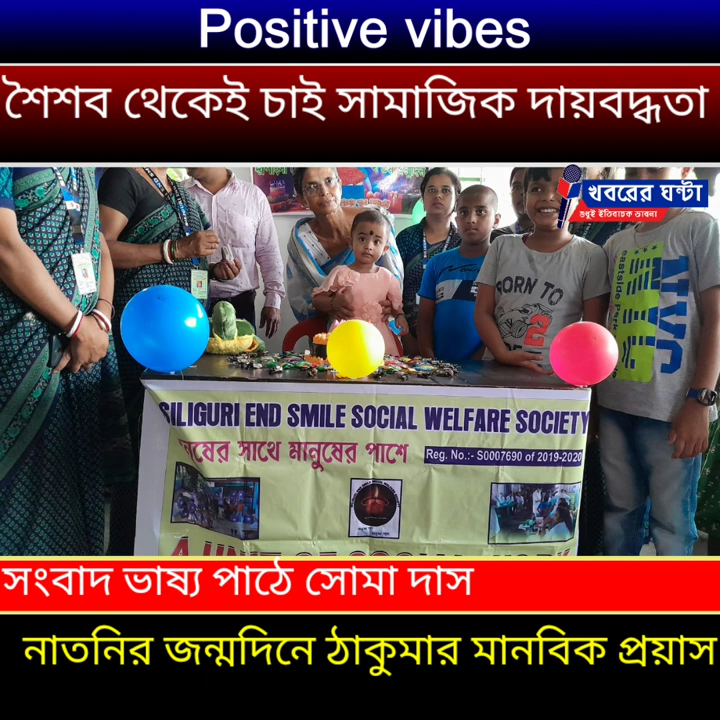 Positive vibes
শৈশব থেকেই চাই সামাজিক দায়বদ্ধতা
খবরের ঘন্টা
শুধুই ইতিবাচক ভাবনা
BORN TO
2
NYC
SILIGURI END SMILE SOCIAL WELFARE SOCIETY
সাথে মানুষের পাশে
Reg. No.:- S0007690 of 2019-2020
সংবাদ ভাষ্য পাঠে সোমা দাস
নাতনির জন্মদিনে ঠাকুমার মানবিক প্রয়াস